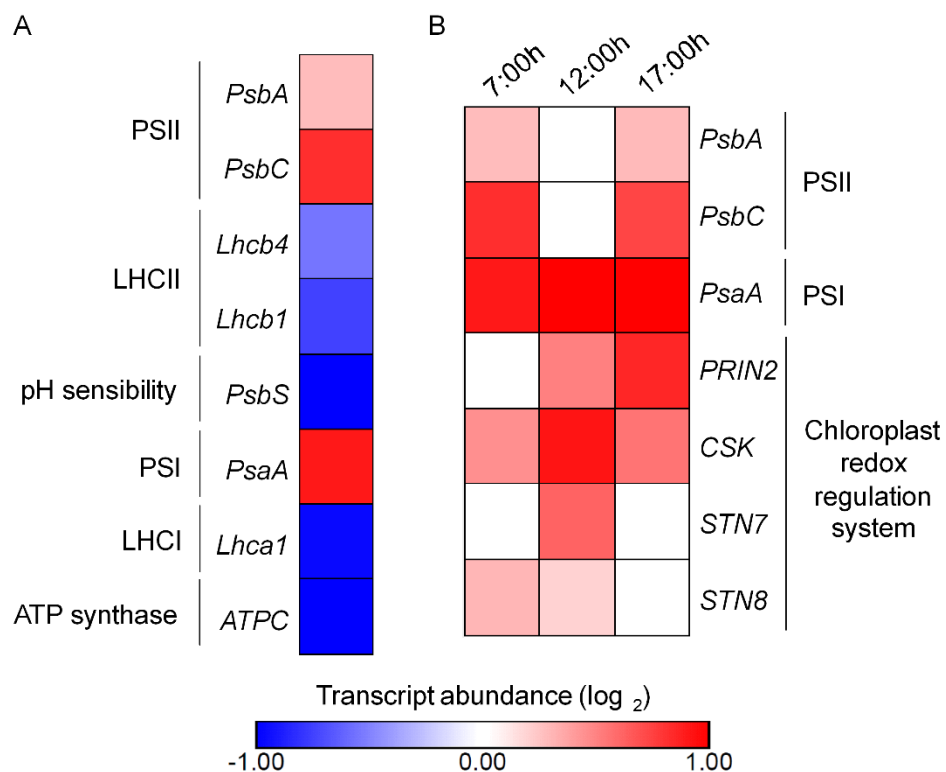 A
PSII
PsbA
PsbC
LHCII
Lhcb4
Lhcb1
pH sensibility
PsbS
PSI
PsaA
LHCI
Lhca1
ATP synthase
ATPC
B
7:00h
12:00h
17:00h
PsbA
PsbC
PSII
PsaA
PSI
PRIN2
CSK
STN7
STN8
Chloroplast
redox
regulation
system
Transcript abundance (log 2)
-1.00 0.00 1.00